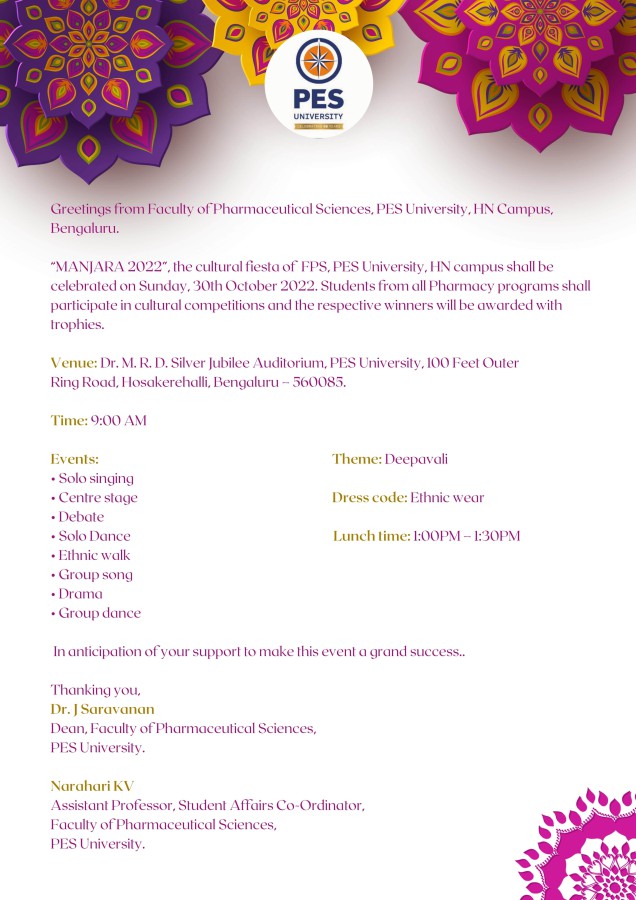 PES
UNIVERSITY
Greetings from Faculty of Pharmaceutical Sciences, PES University, HN Campus,
Bengaluru.
“MANJARA 2022”, the cultural fiesta of FPS, PES University, HN campus shall be
celebrated on Sunday, 30th October 2022. Students from all Pharmacy programs shall
participate in cultural competitions and the respective winners will be awarded with
trophies.
Venue: Dr. M. R. D. Silver Jubilee Auditorium, PES University, 100 Feet Outer
Ring Road, Hosakerehalli, Bengaluru – 560085.
Time: 9:00 AM
Events:
• Solo singing
• Centre stage
• Debate
• Solo Dance
• Ethnic walk
• Group song
• Drama
• Group dance
Theme: Deepavali
Dress code: Ethnic wear
Lunch time: 1:00PM – 1:30PM
In anticipation of your support to make this event a grand success..
Thanking you,
Dr. J Saravanan
Dean, Faculty of Pharmaceutical Sciences,
PES University.
Narahari KV
Assistant Professor, Student Affairs Co-Ordinator,
Faculty of Pharmaceutical Sciences,
PES University.